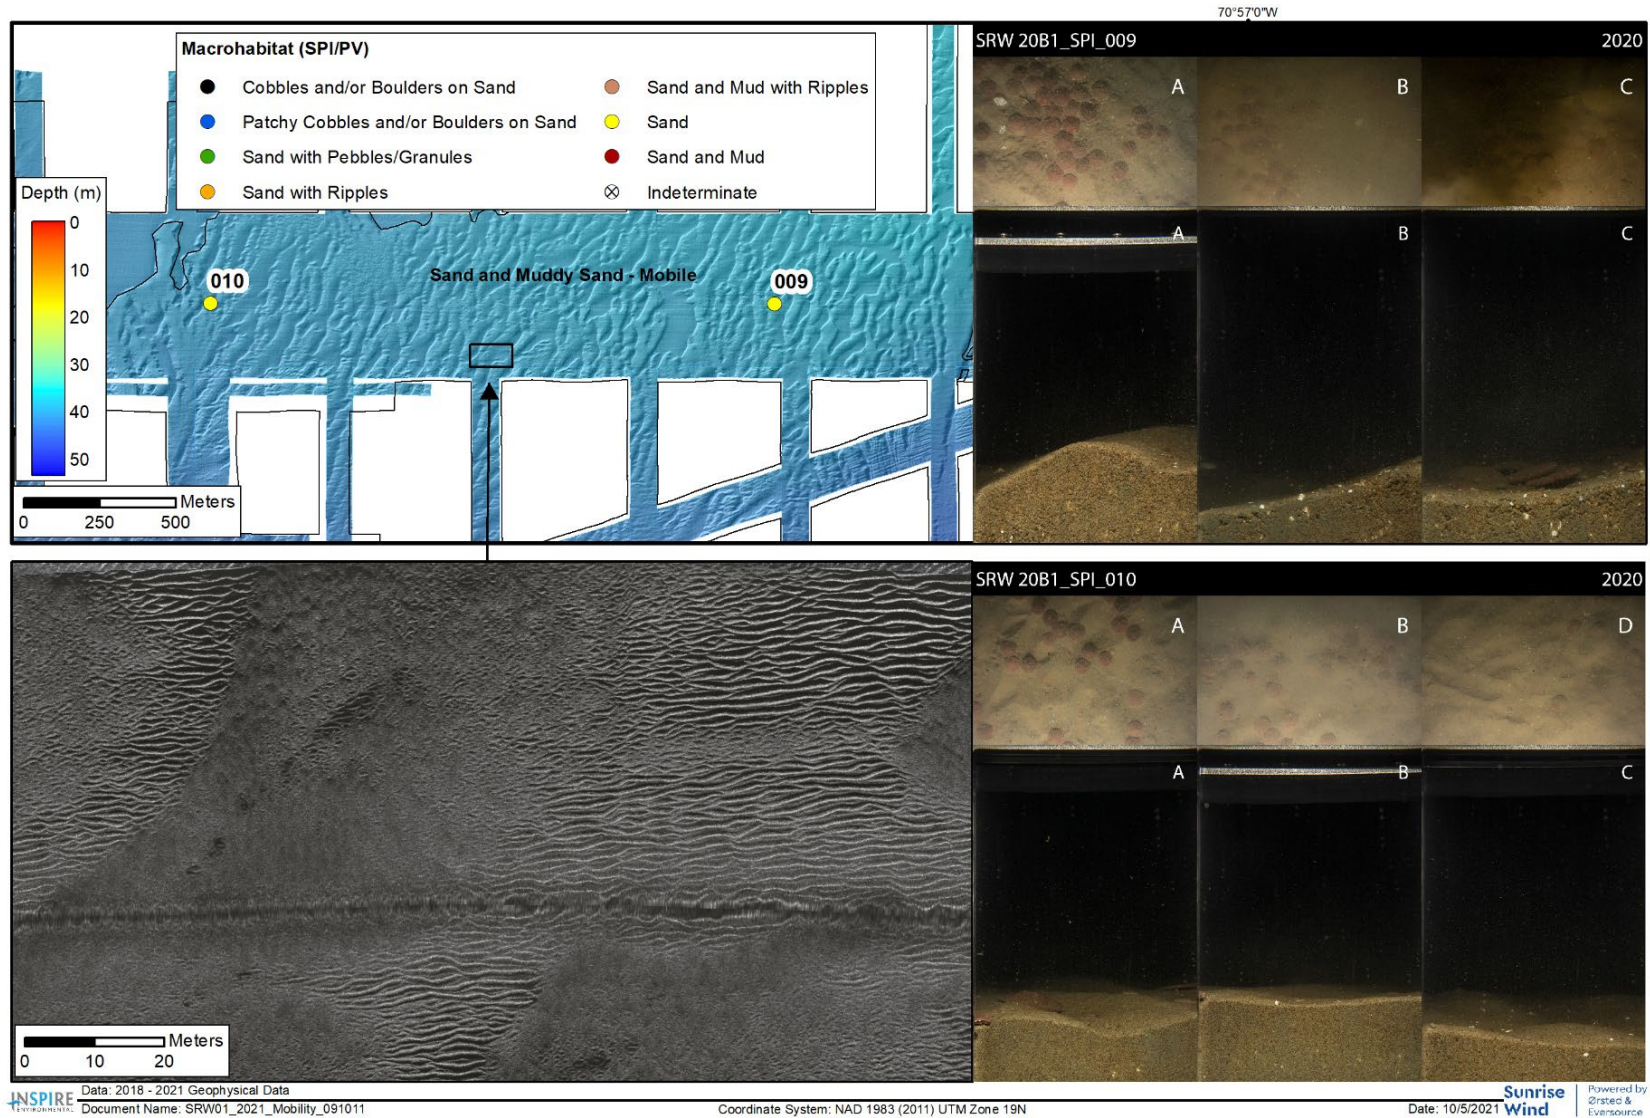 70°57'0"W
Macrohabitat (SPI/PV)
Cobbles and/or Boulders on Sand
Patchy Cobbles and/or Boulders on Sand
Sand with Pebbles/Granules
Sand with Ripples
Sand and Mud with Ripples
Sand
Sand and Mud
Indeterminate
Depth (m)
0
10
20
30
40
50
010
Sand and Muddy Sand - Mobile
009
Meters
0 250 500
SRW 20B1_SPI_009 2020
A B C
A B C
Meters
0 10 20
SRW 20B1_SPI_010 2020
A B D
A B C
INSPIRE
ENVIRONMENTAL
Data: 2018 - 2021 Geophysical Data
Document Name: SRW01_2021_Mobility_091011
Coordinate System: NAD 1983 (2011) UTM Zone 19N
Date: 10/5/2021
Sunrise
Wind
Powered by
Ørsted &
Eversource